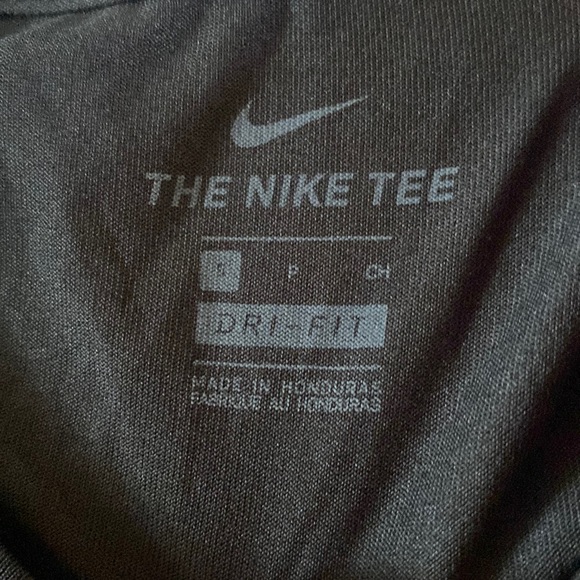 THE NIKE TEE
S P CH
DRI-FIT
MADE IN HONDURAS
FABRIQUÉ AU HONDURAS